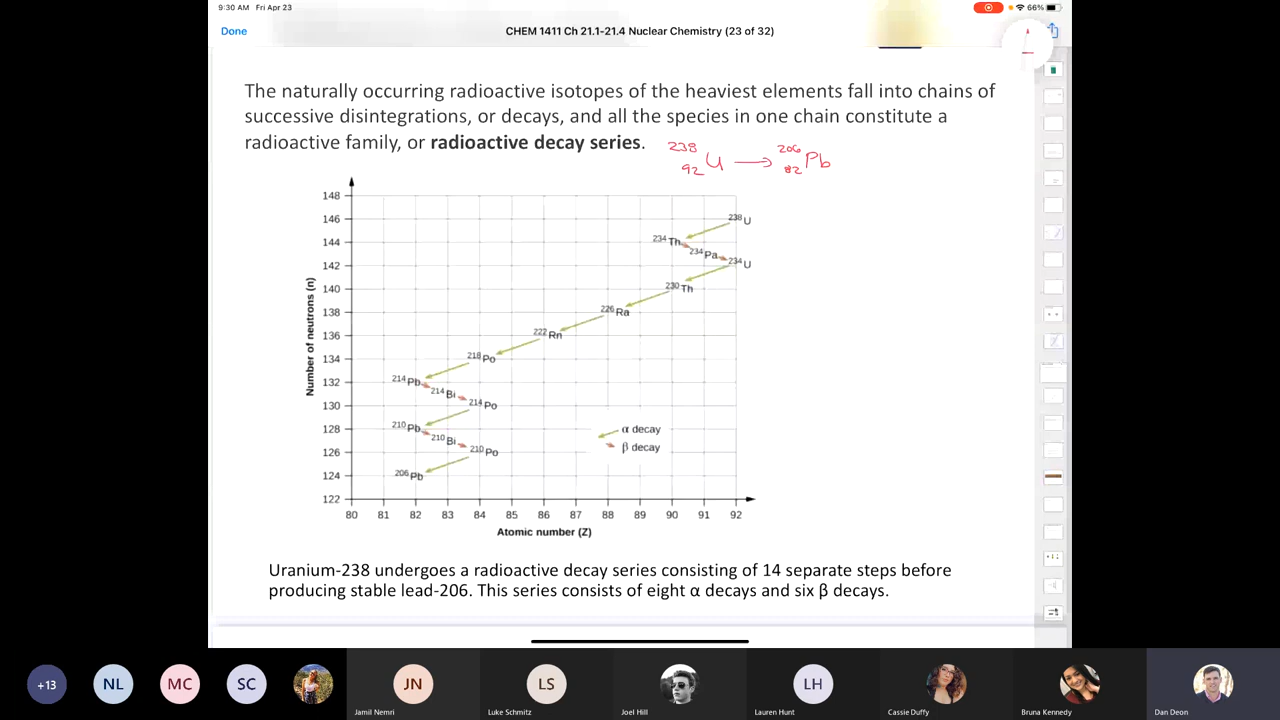 9:30 AM Fri Apr 23
66%
Done
CHEM 1411 Ch 21.1-21.4 Nuclear Chemistry (23 of 32)
The naturally occurring radioactive isotopes of the heaviest elements fall into chains of
successive disintegrations, or decays, and all the species in one chain constitute a
radioactive family, or radioactive decay series.
238 92 U → 206 82 Pb
148
146
144
142
140
138
136
134
132
130
128
126
124
122
Number of neutrons (n)
238U
234Th
234Pa
234U
230Th
226Ra
222Rn
218Po
214Pb
214Bi
214Po
210Pb
210Bi
210Po
206Pb
α decay
β decay
80 81 82 83 84 85 86 87 88 89 90 91 92
Atomic number (Z)
Uranium-238 undergoes a radioactive decay series consisting of 14 separate steps before
producing stable lead-206. This series consists of eight α decays and six β decays.
+13
NL
MC
SC
JN
Jamil Nemri
LS
Luke Schmitz
Joel Hill
LH
Lauren Hunt
Cassie Duffy
Bruna Kennedy
Dan Deon